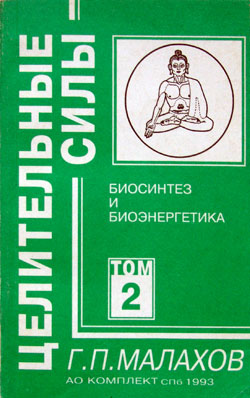 ЦЕЛИТЕЛЬНЫЕ
СИЛЫ
БИОСИНТЕЗ
И
БИОЭНЕРГЕТИКА
ТОМ
2
Г.П.МАЛАХОВ
АО КОМПЛЕКТ СПб 1993